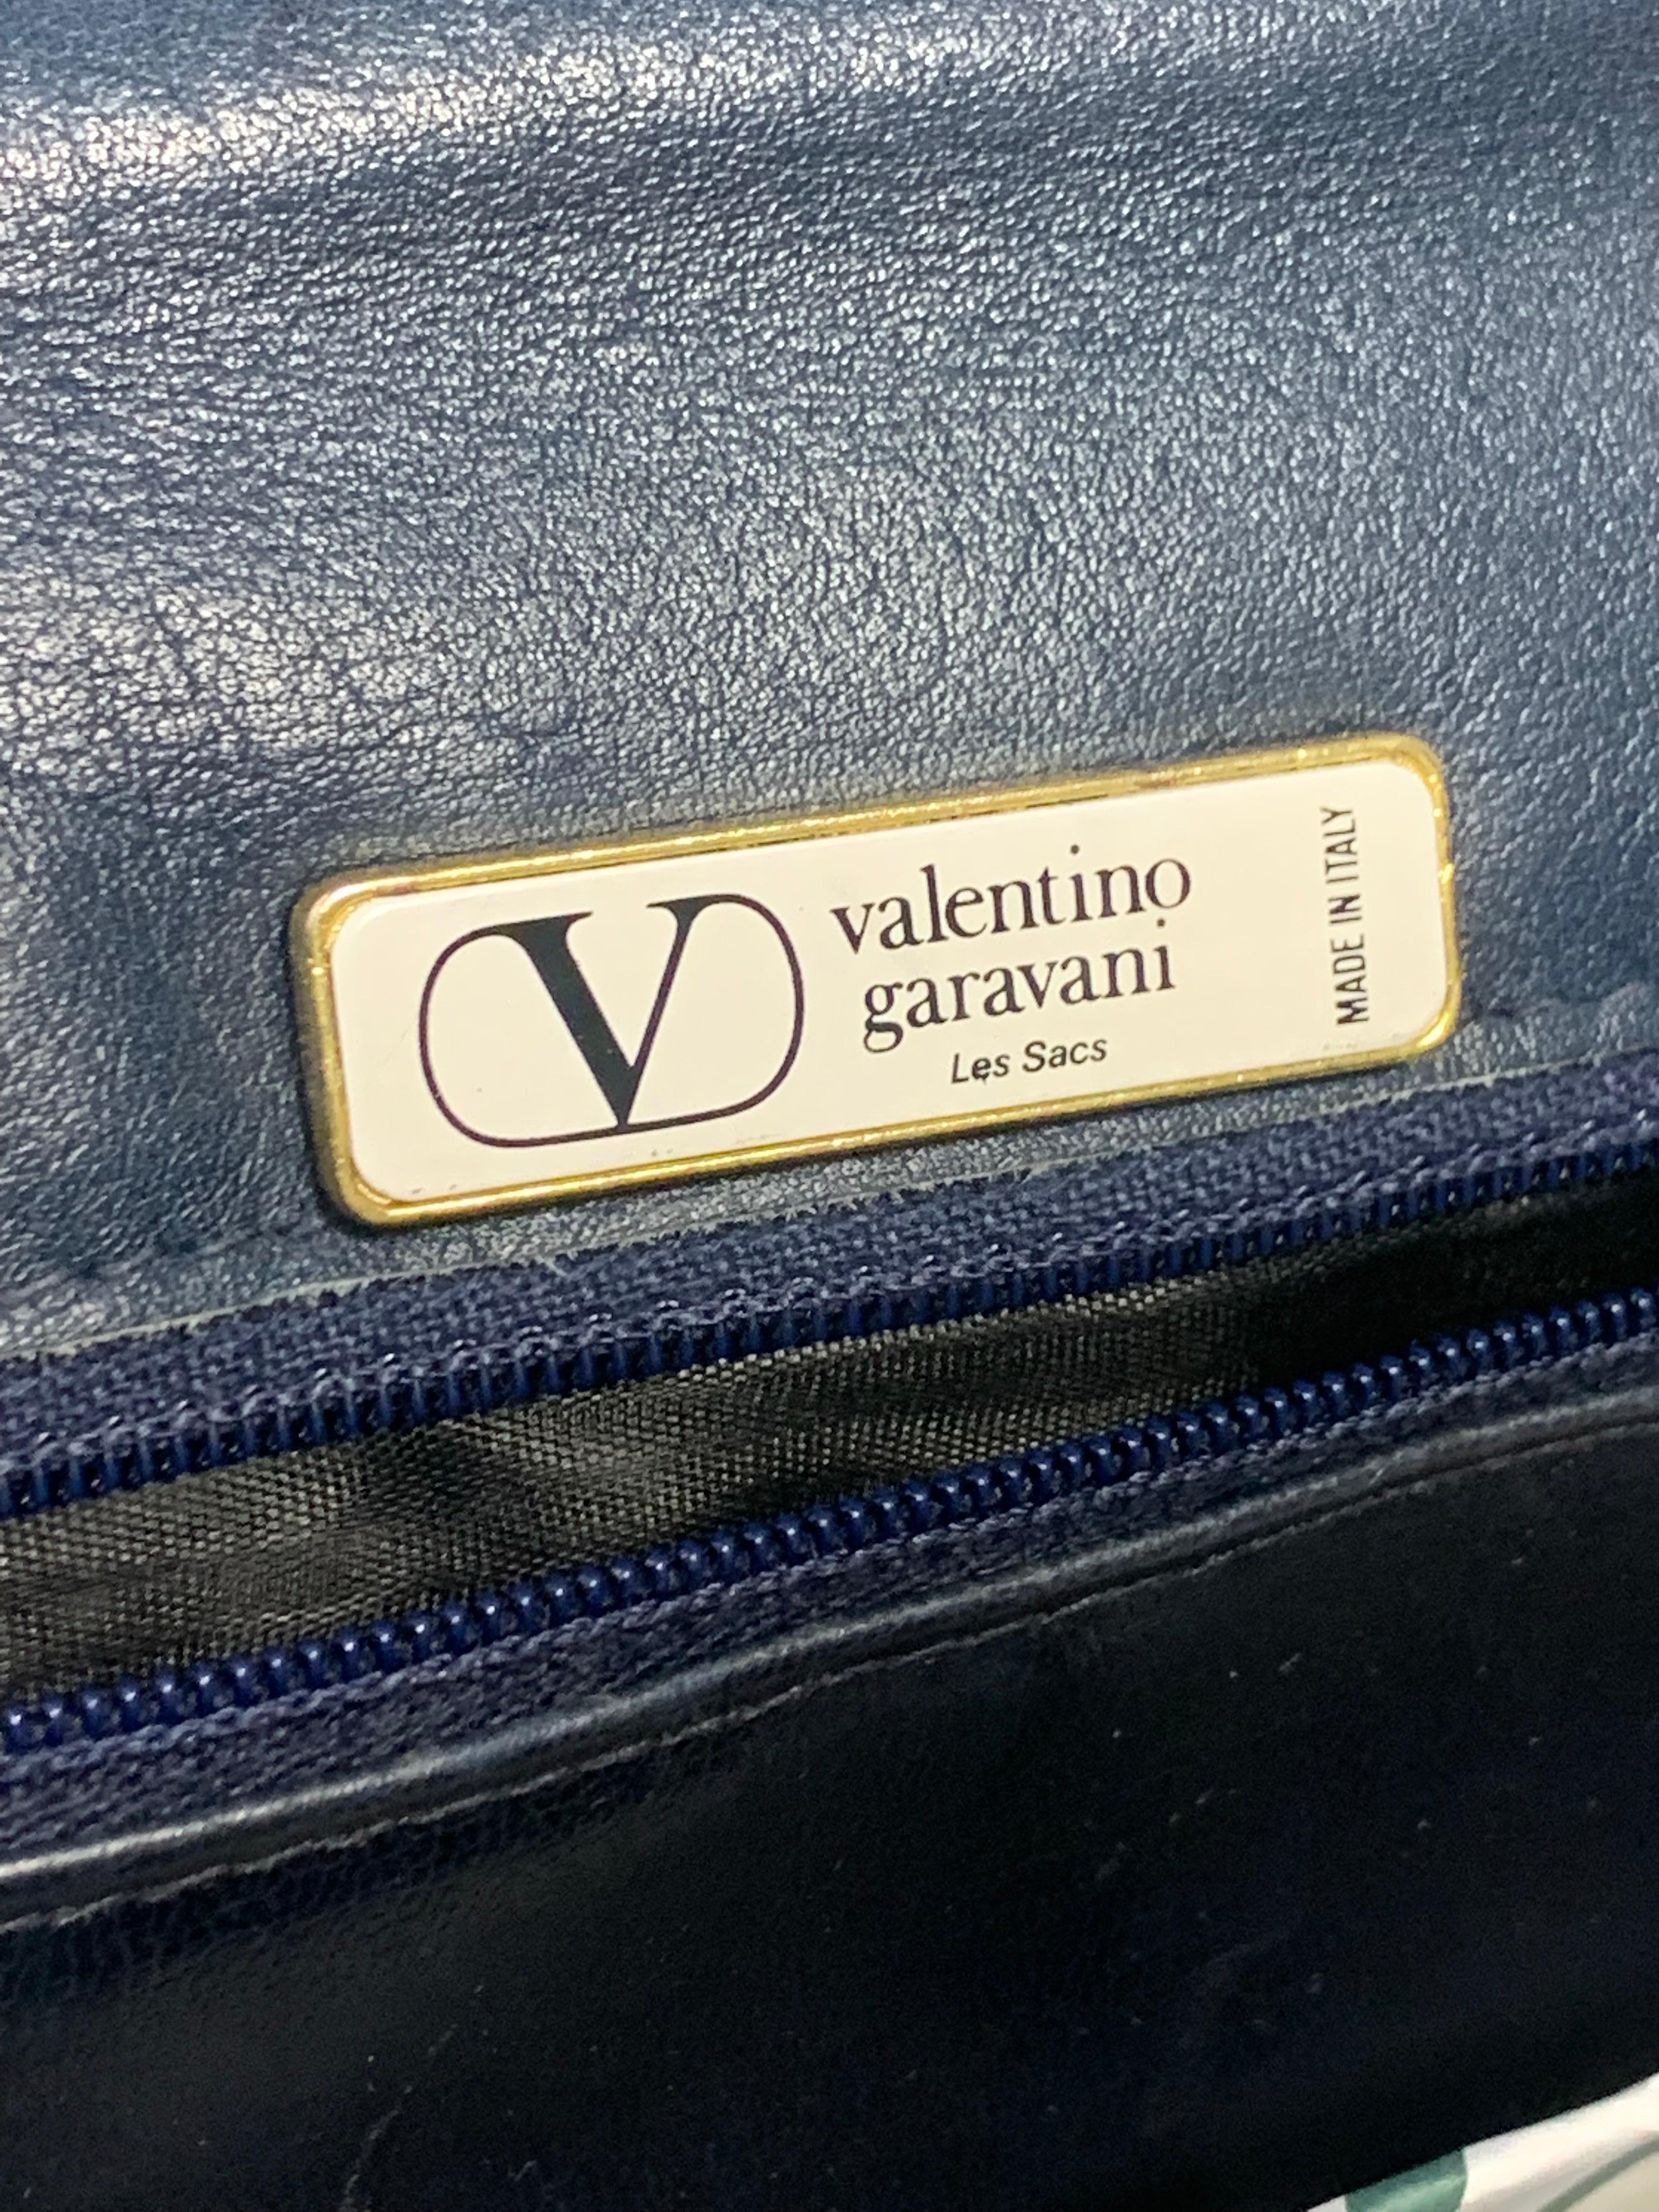 V
valentino
garavani
Les Sacs
MADE IN ITALY